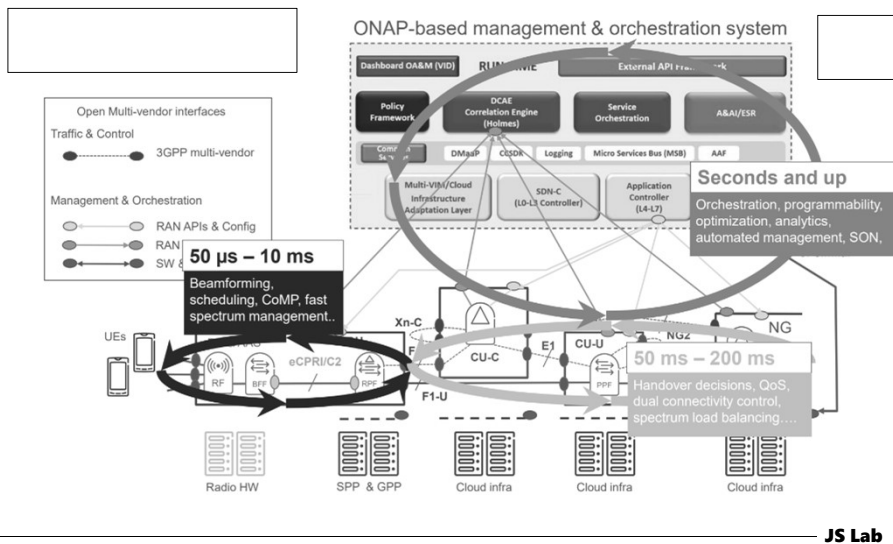 ONAP-based management & orchestration system
Dashboard OA&M (VID)
External API Framework
Policy
Framework
DCAE
Correlation Engine
(Holmes)
Service
Orchestration
A&AI/ESR
DMaaP
CCSDK
Logging
Micro Services Bus (MSB)
AAF
Multi-VIM/Cloud
Infrastructure
Adaptation Layer
SDN-C
(L0-L3 Controller)
Application
Controller
(L4-L7)
Open Multi-vendor interfaces
Traffic & Control
3GPP multi-vendor
Management & Orchestration
RAN APIs & Config
RAN
SW &
Seconds and up
Orchestration, programmability,
optimization, analytics,
automated management, SON,
50 µs – 10 ms
Beamforming,
scheduling, CoMP, fast
spectrum management..
50 ms – 200 ms
Handover decisions, QoS,
dual connectivity control,
spectrum load balancing….
UEs
RF
BFF
eCPRI/C2
RPF
Xn-C
F1-U
CU-C
E1
CU-U
PPF
NG2
NG
Radio HW
SPP & GPP
Cloud infra
Cloud infra
Cloud infra
JS Lab